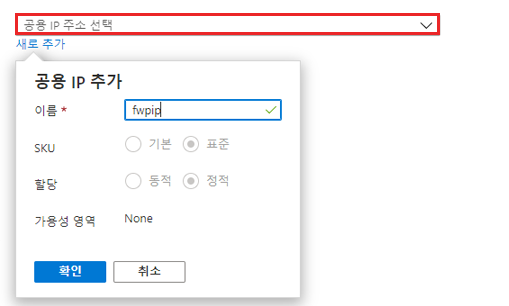 공용 IP 주소 선택
새로 추가
공용 IP 추가
이름 * fwpip
SKU 기본 표준
할당 동적 정적
가용성 영역 None
확인 취소